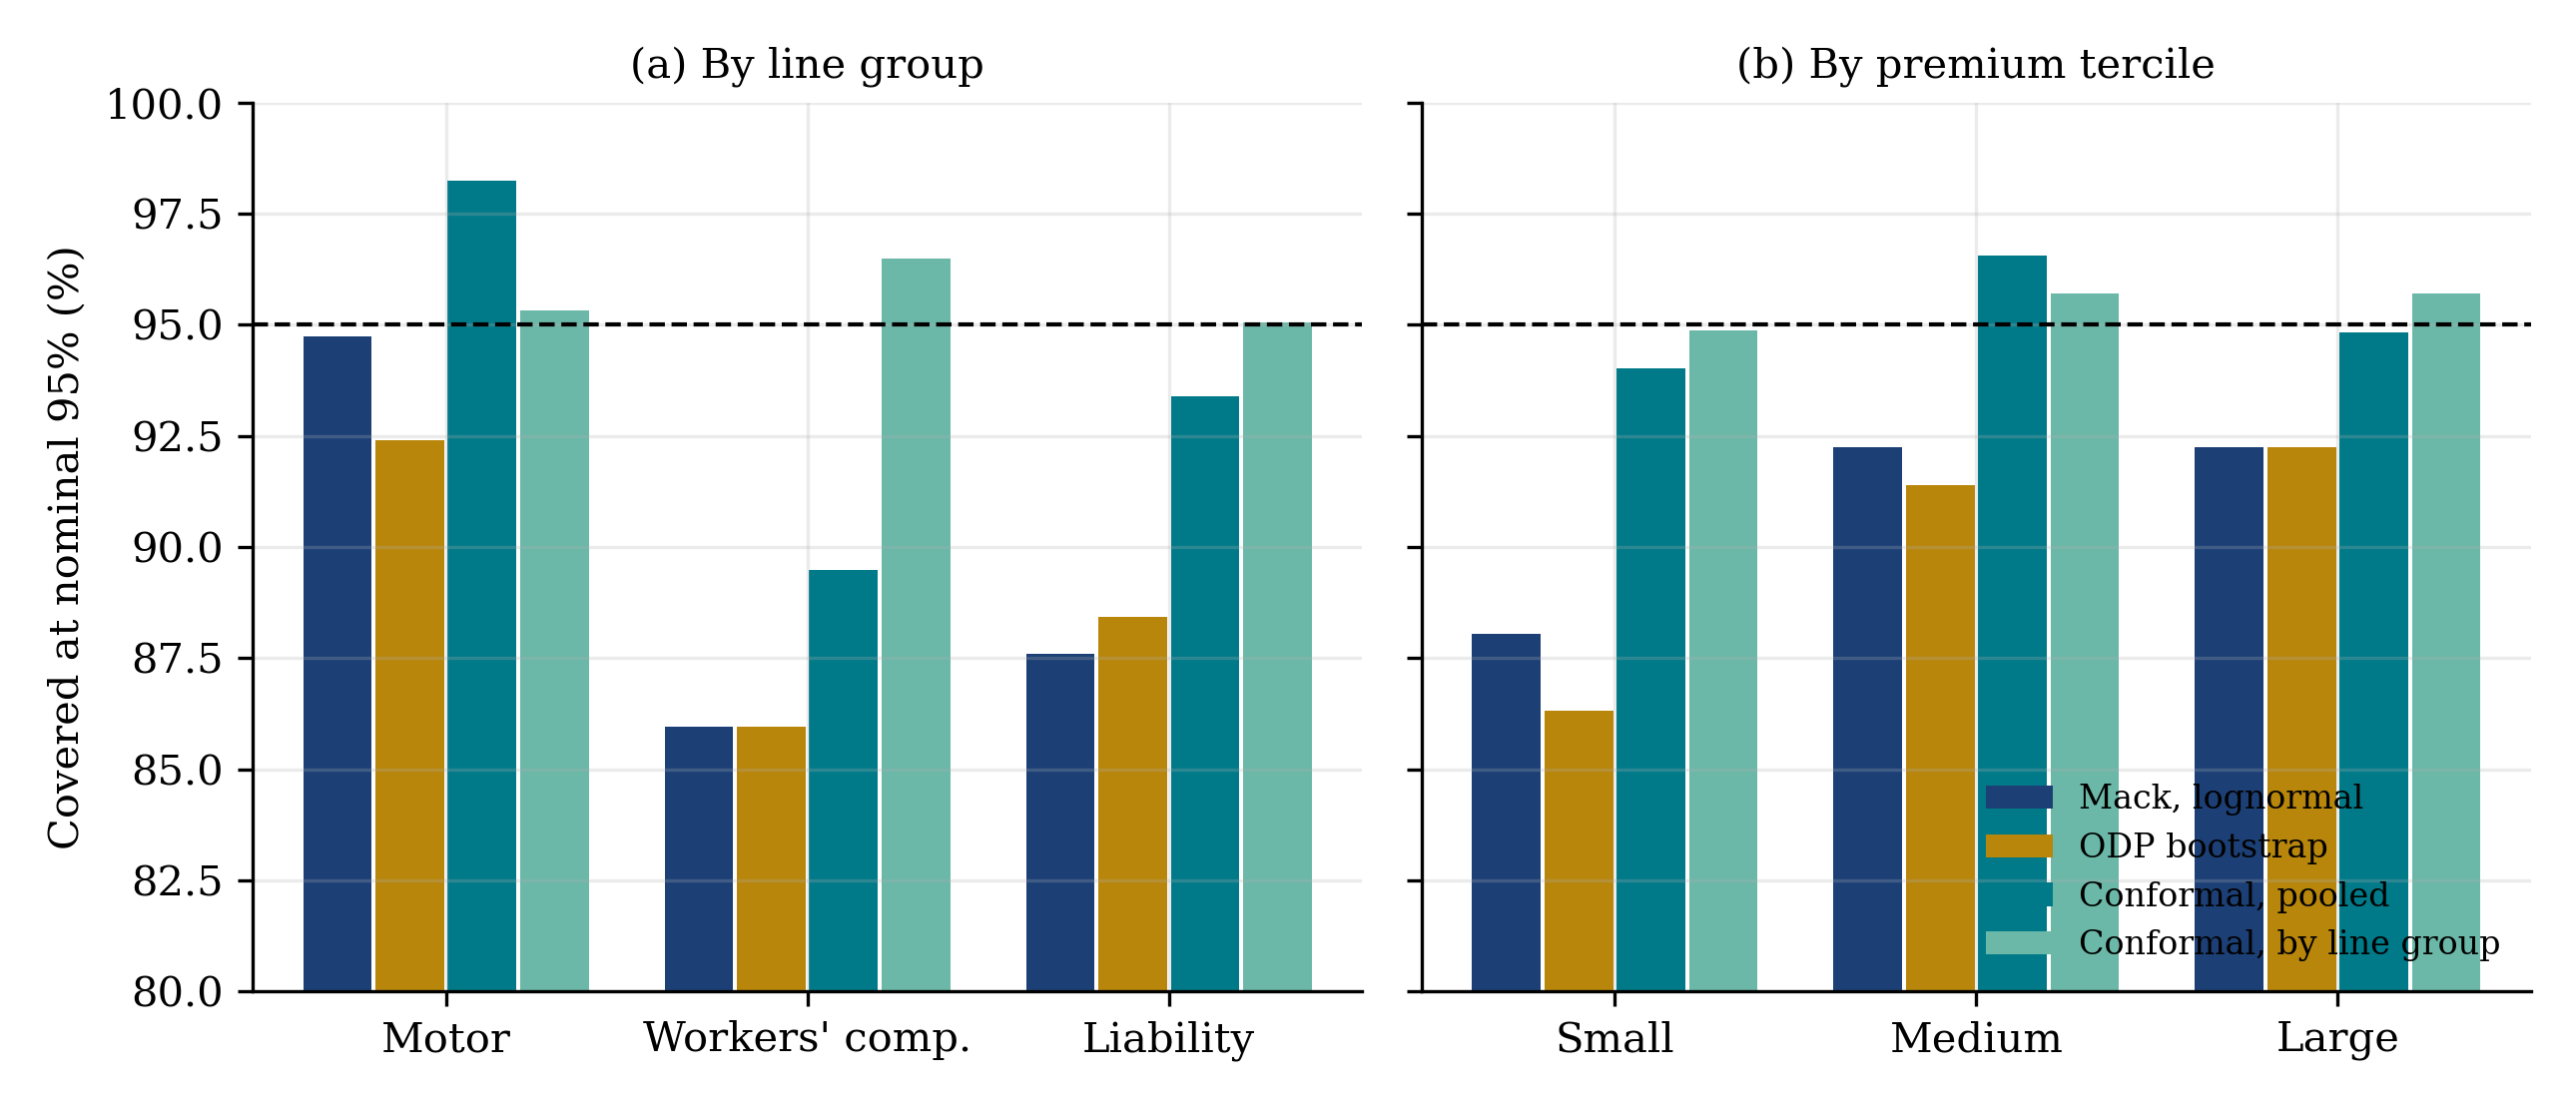 (a) By line group
(b) By premium tercile
Covered at nominal 95% (%)
100.0
97.5
95.0
92.5
90.0
87.5
85.0
82.5
80.0
Motor
Workers' comp.
Liability
Small
Medium
Large
Mack, lognormal
ODP bootstrap
Conformal, pooled
Conformal, by line group